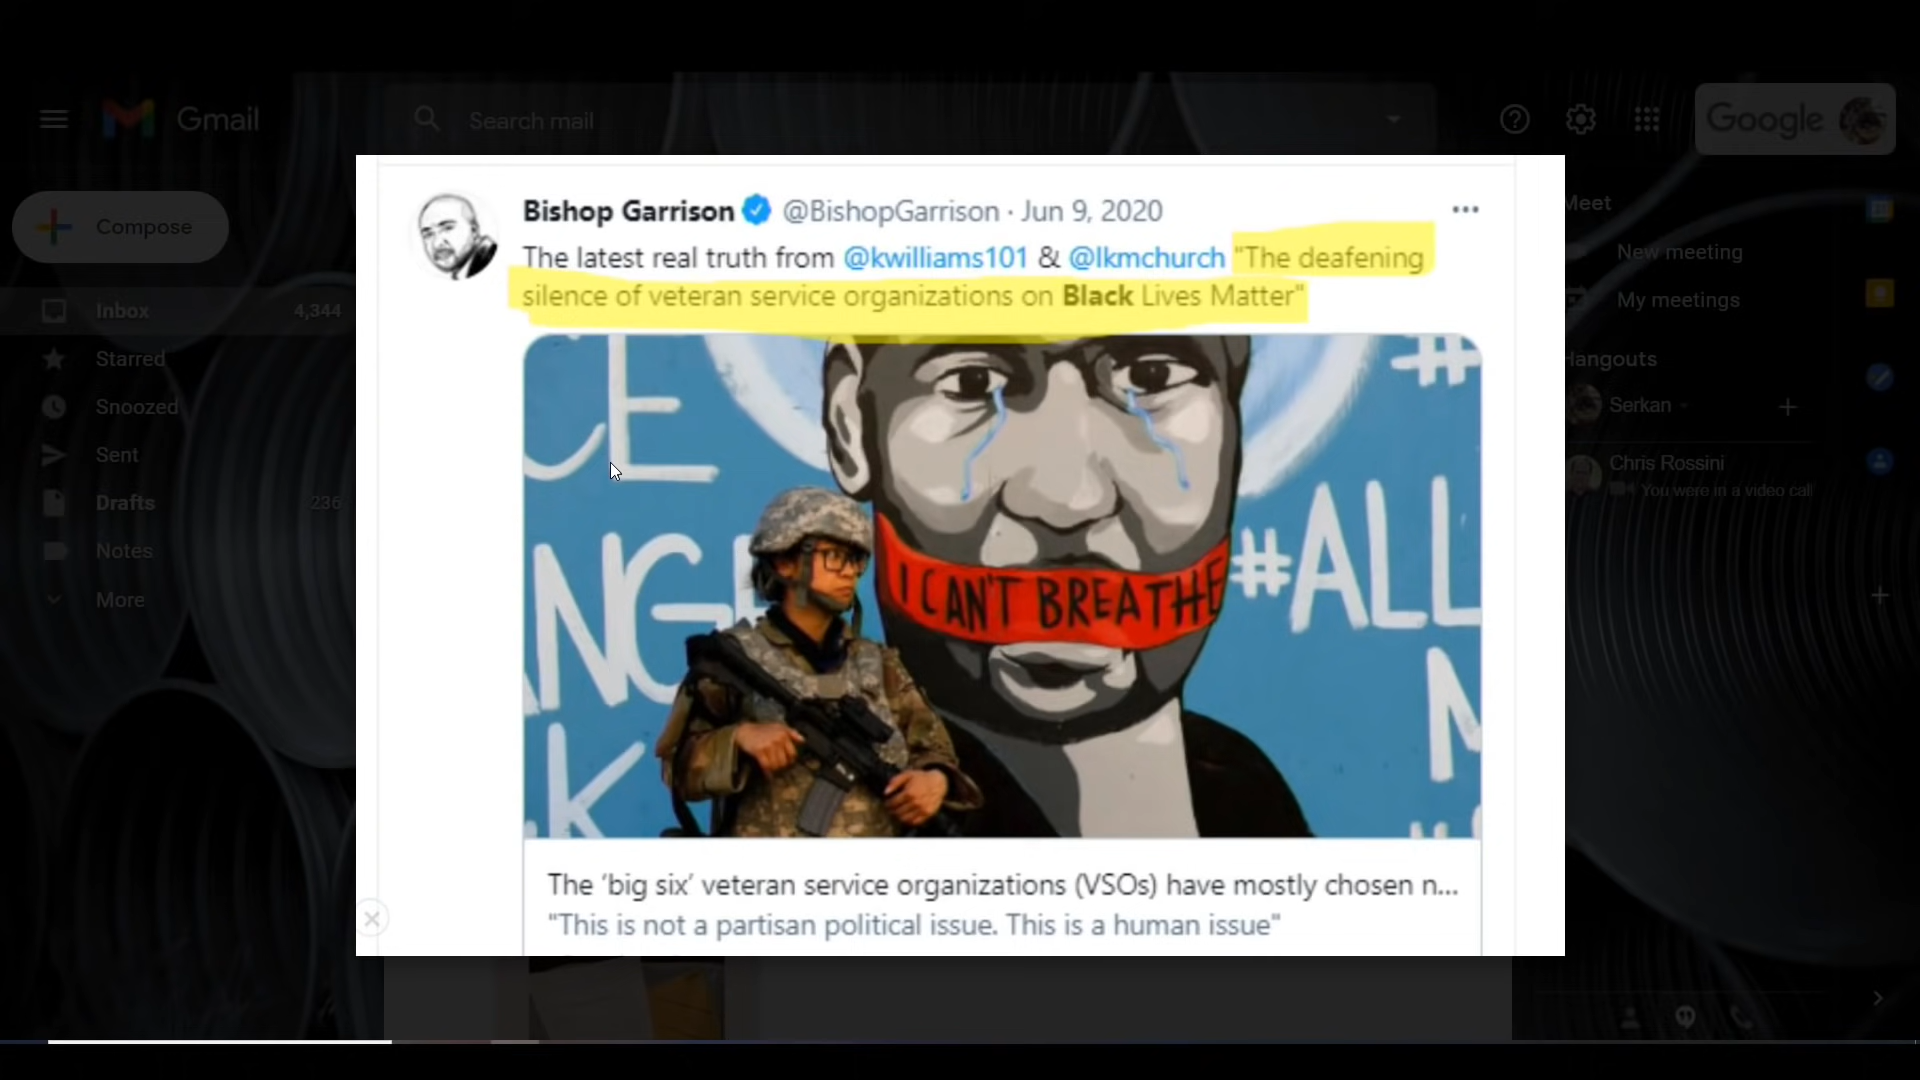 Gmail
Search mail
Google
Compose
Inbox 4,344
Starred
Snoozed
Sent
Drafts 236
Notes
More
Bishop Garrison @BishopGarrison · Jun 9, 2020
The latest real truth from @kwilliams101 & @lkmchurch "The deafening
silence of veteran service organizations on Black Lives Matter"
CE
#
ANGE
#ALL
I CAN'T BREATHE
K
The ‘big six’ veteran service organizations (VSOs) have mostly chosen n...
"This is not a partisan political issue. This is a human issue"
Meet
New meeting
My meetings
Hangouts
Serkan
Chris Rossini
You were in a video call